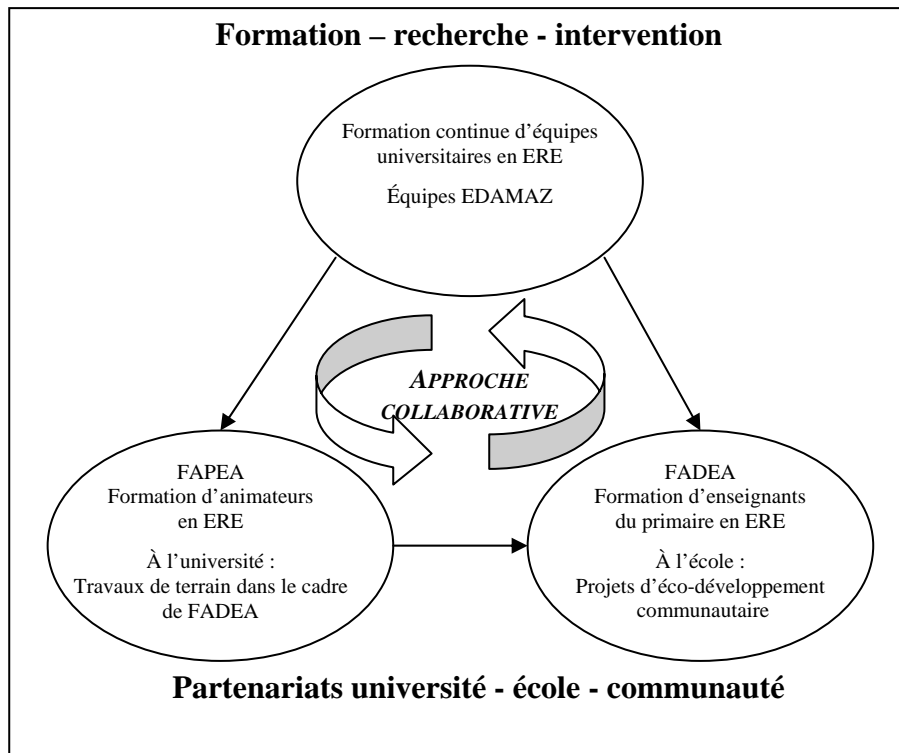 Formation – recherche - intervention
Formation continue d'équipes
universitaires en ERE
Équipes EDAMAZ
APPROCHE
COLLABORATIVE
FAPEA
Formation d'animateurs
en ERE
À l'université :
Travaux de terrain dans le cadre
de FADEA
FADEA
Formation d'enseignants
du primaire en ERE
À l'école :
Projets d'éco-développement
communautaire
Partenariats université - école - communauté